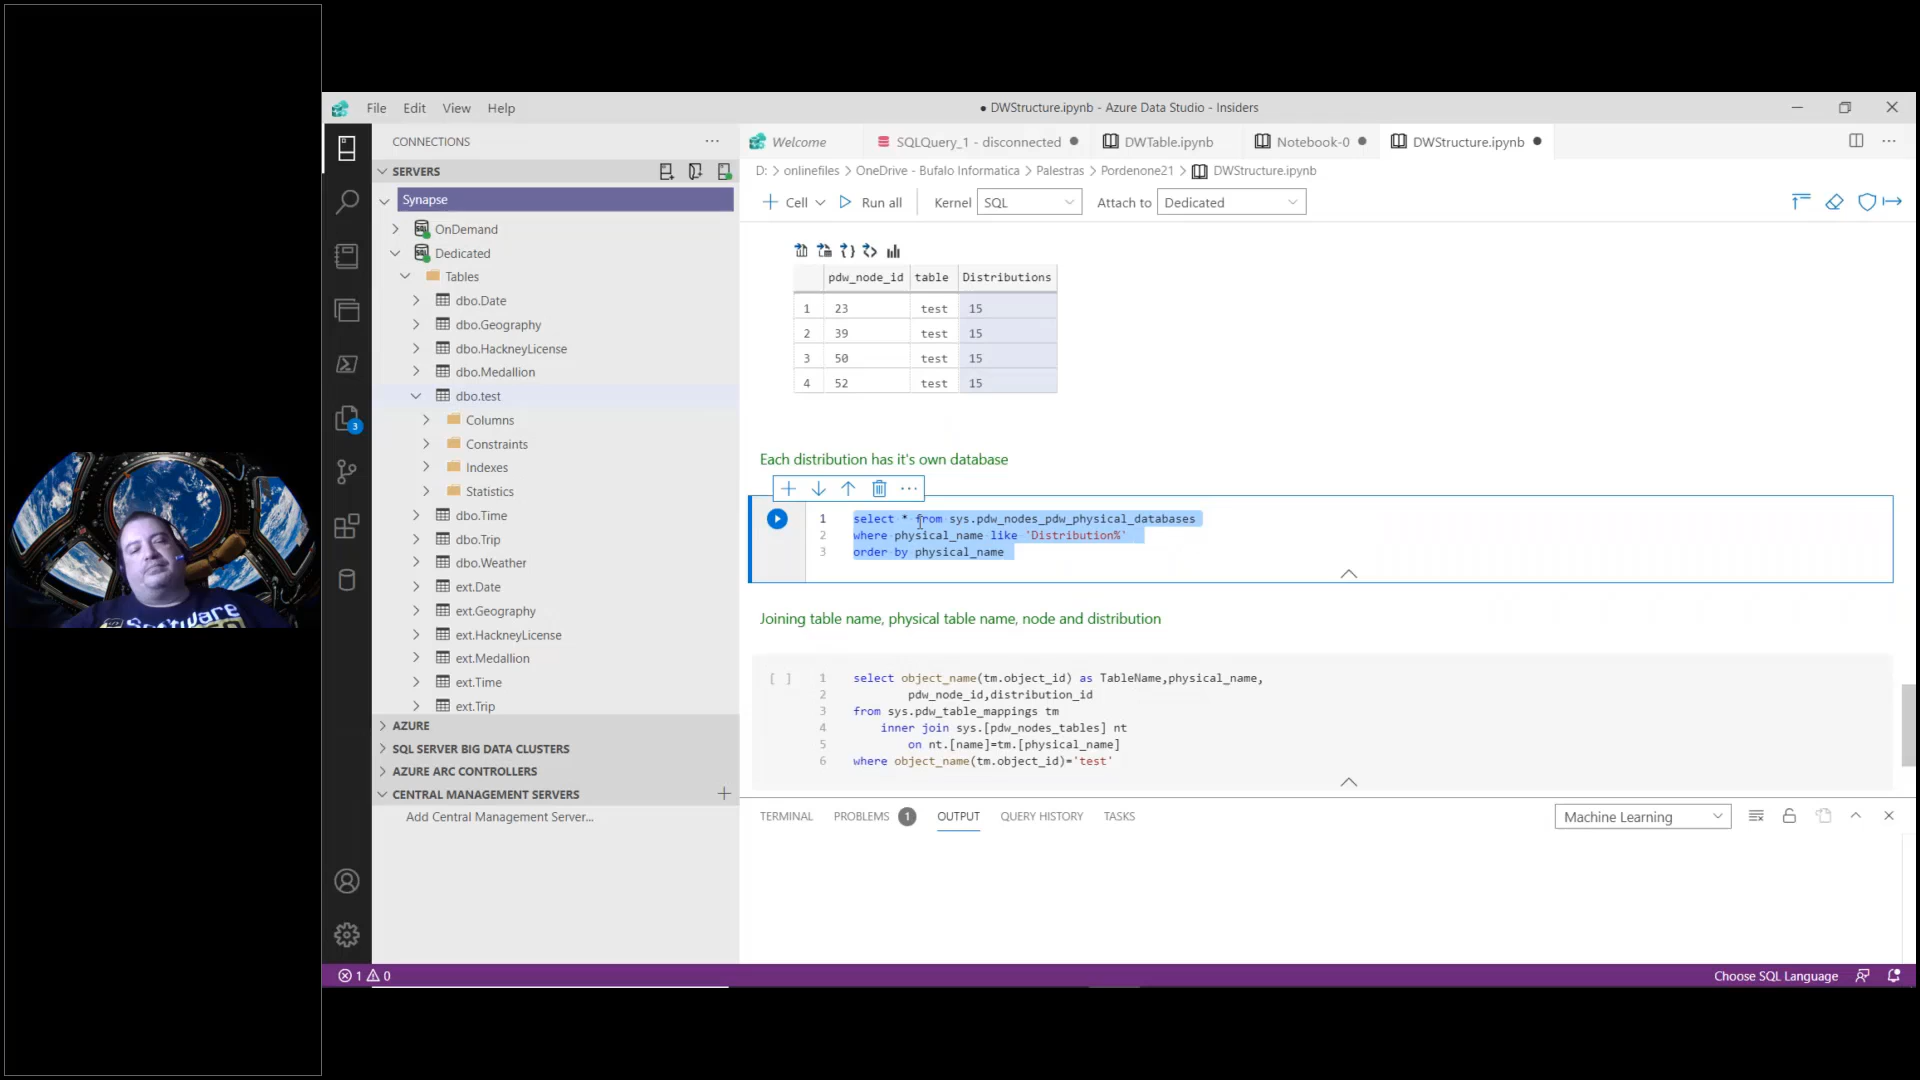 File Edit View Help
● DWStructure.ipynb - Azure Data Studio - Insiders
CONNECTIONS
Welcome
SQLQuery_1 - disconnected
DWTable.ipynb
Notebook-0
DWStructure.ipynb
SERVERS
D: > onlinefiles > OneDrive - Bufalo Informatica > Palestras > Pordenone21 > DWStructure.ipynb
Synapse
Cell Run all Kernel SQL Attach to Dedicated
OnDemand
Dedicated
Tables
dbo.Date
dbo.Geography
dbo.HackneyLicense
dbo.Medallion
dbo.test
Columns
Constraints
Indexes
Statistics
dbo.Time
dbo.Trip
dbo.Weather
ext.Date
ext.Geography
ext.HackneyLicense
ext.Medallion
ext.Time
ext.Trip
AZURE
SQL SERVER BIG DATA CLUSTERS
AZURE ARC CONTROLLERS
CENTRAL MANAGEMENT SERVERS
Add Central Management Server...
3
pdw_node_id table Distributions
1 23 test 15
2 39 test 15
3 50 test 15
4 52 test 15
Each distribution has it's own database
1 select * from sys.pdw_nodes_pdw_physical_databases
2 where physical_name like 'Distribution%'
3 order by physical_name
Joining table name, physical table name, node and distribution
[ ] 1 select object_name(tm.object_id) as TableName,physical_name,
2 pdw_node_id,distribution_id
3 from sys.pdw_table_mappings tm
4 inner join sys.[pdw_nodes_tables] nt
5 on nt.[name]=tm.[physical_name]
6 where object_name(tm.object_id)='test'
TERMINAL PROBLEMS 1 OUTPUT QUERY HISTORY TASKS Machine Learning
1 0
Choose SQL Language